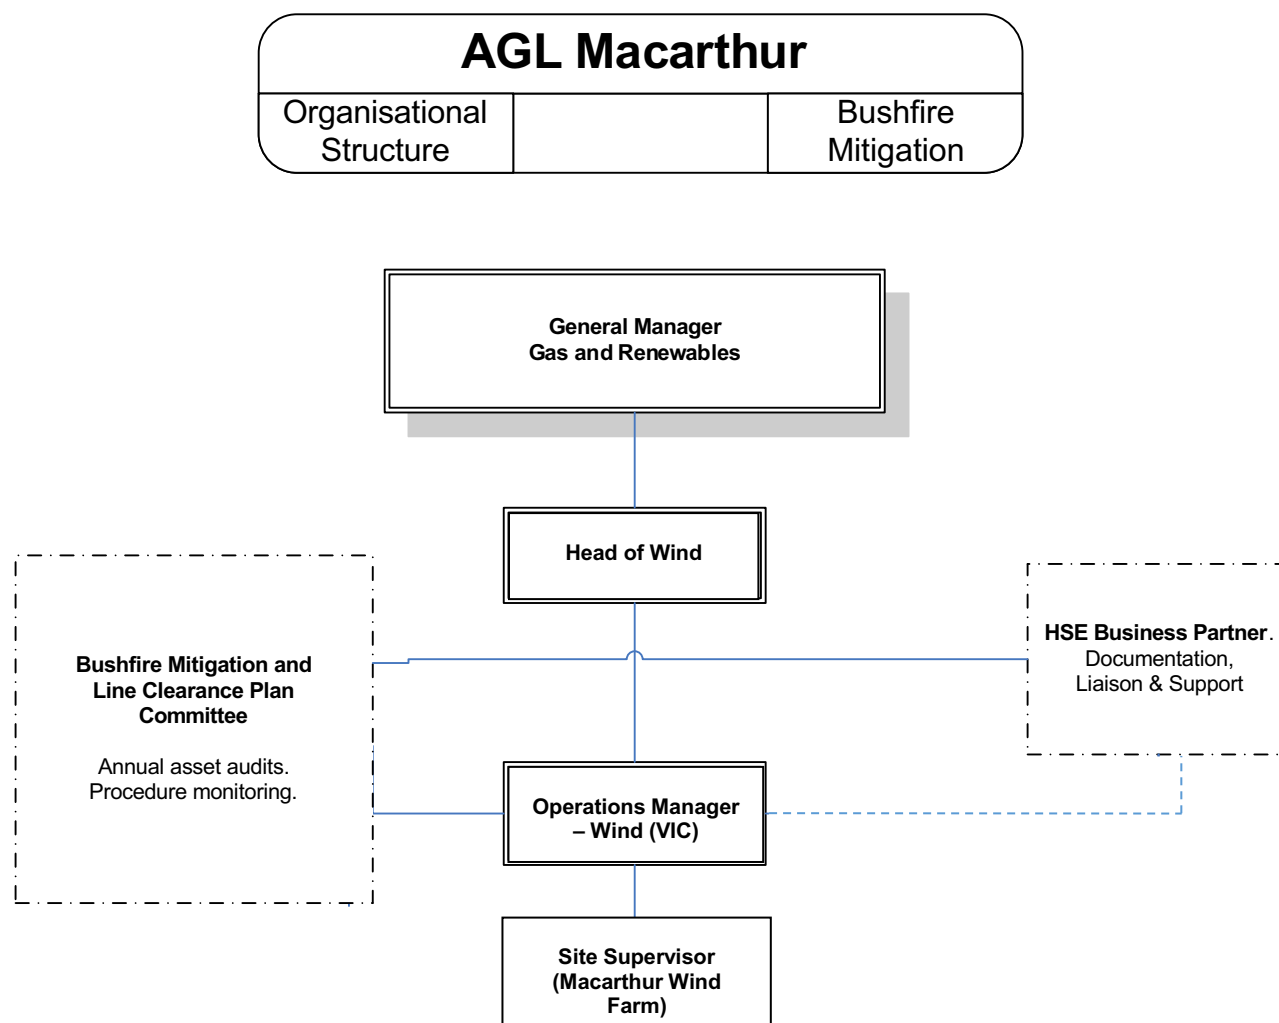 AGL Macarthur
Organisational
Structure
Bushfire
Mitigation
General Manager
Gas and Renewables
Head of Wind
Bushfire Mitigation and
Line Clearance Plan
Committee
Annual asset audits.
Procedure monitoring.
HSE Business Partner.
Documentation,
Liaison & Support
Operations Manager
– Wind (VIC)
Site Supervisor
(Macarthur Wind
Farm)